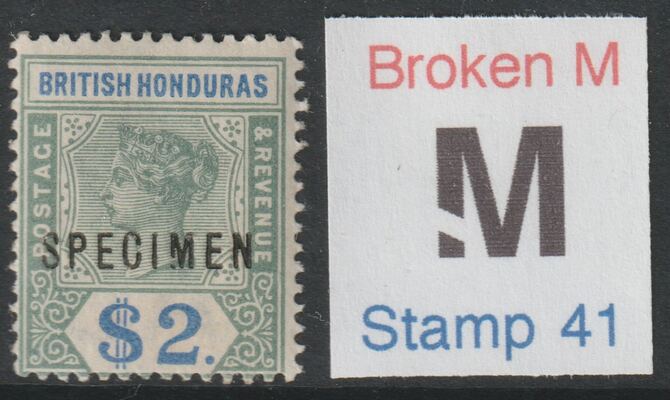 BRITISH HONDURAS
POSTAGE
& REVENUE
SPECIMEN
$2.
Broken M
M
Stamp 41